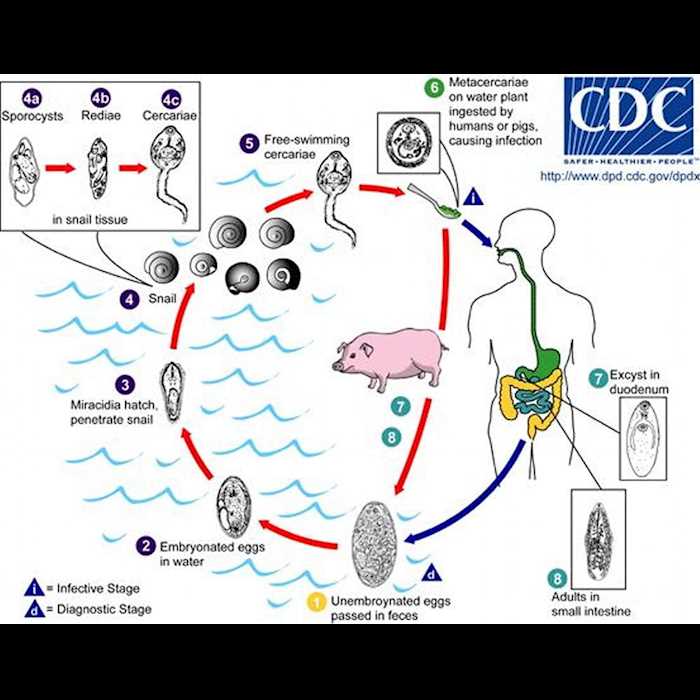 4a
4b
4c
Sporocysts
Rediae
Cercariae
in snail tissue
5
Free-swimming
cercariae
6
Metacercariae
on water plant
ingested by
humans or pigs,
causing infection
CDC
SAFER • HEALTHIER • PEOPLE™
http://www.dpd.cdc.gov/dpdx
i
4
Snail
3
Miracidia hatch,
penetrate snail
7
8
7
Excyst in
duodenum
2
Embryonated eggs
in water
d
8
Adults in
small intestine
i = Infective Stage
d = Diagnostic Stage
1
Unembroynated eggs
passed in feces